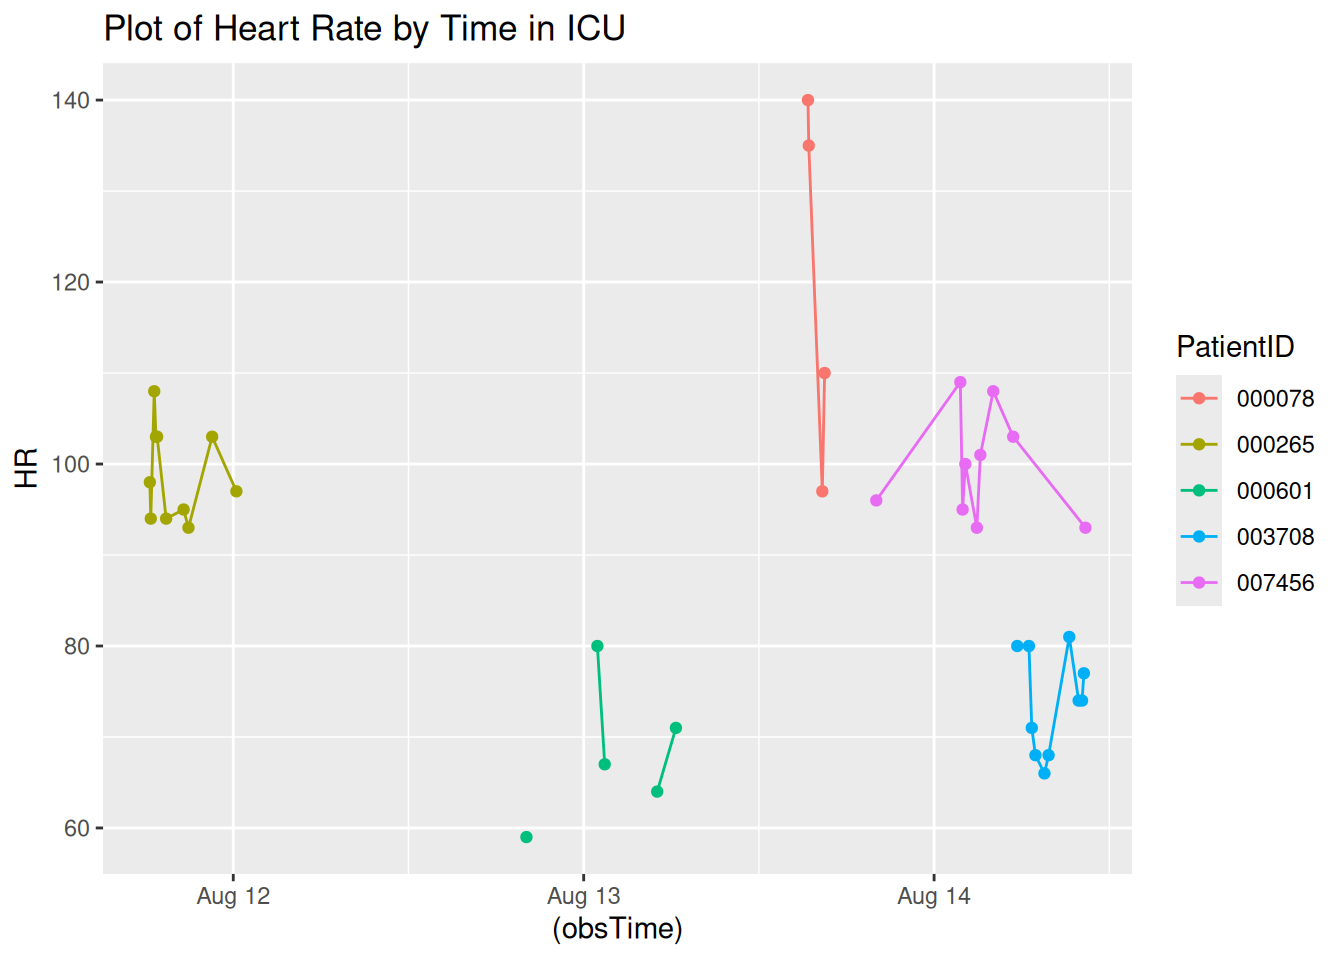 Plot of Heart Rate by Time in ICU
140
120
100
80
60
HR
Aug 12
Aug 13
Aug 14
(obsTime)
PatientID
000078
000265
000601
003708
007456